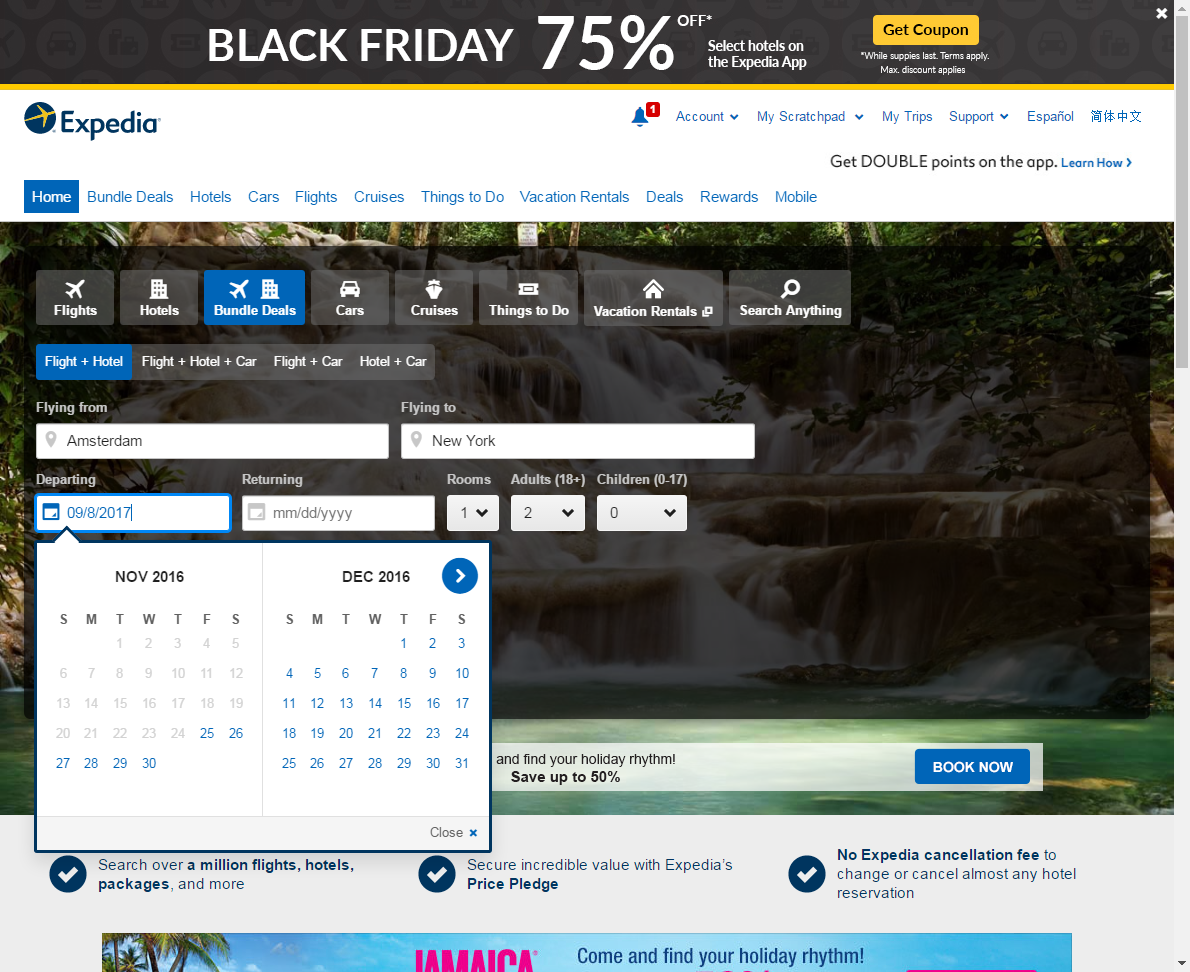 BLACK FRIDAY 75% OFF*
Select hotels on
the Expedia App
Get Coupon
*While suppies last. Terms apply.
Max. discount applies
Expedia
1
Account
My Scratchpad
My Trips
Support
Español
简体中文
Get DOUBLE points on the app. Learn How
Home Bundle Deals Hotels Cars Flights Cruises Things to Do Vacation Rentals Deals Rewards Mobile
Flights Hotels Bundle Deals Cars Cruises Things to Do Vacation Rentals Search Anything
Flight + Hotel Flight + Hotel + Car Flight + Car Hotel + Car
Flying from Flying to
Amsterdam New York
Departing Returning Rooms Adults (18+) Children (0-17)
09/8/2017 mm/dd/yyyy 1 2 0
NOV 2016
S M T W T F S
1 2 3 4 5
6 7 8 9 10 11 12
13 14 15 16 17 18 19
20 21 22 23 24 25 26
27 28 29 30
DEC 2016
S M T W T F S
1 2 3
4 5 6 7 8 9 10
11 12 13 14 15 16 17
18 19 20 21 22 23 24
25 26 27 28 29 30 31
Close
and find your holiday rhythm!
Save up to 50%
BOOK NOW
Search over a million flights, hotels,
packages, and more
Secure incredible value with Expedia's
Price Pledge
No Expedia cancellation fee to
change or cancel almost any hotel
reservation
JAMAICA
Come and find your holiday rhythm!